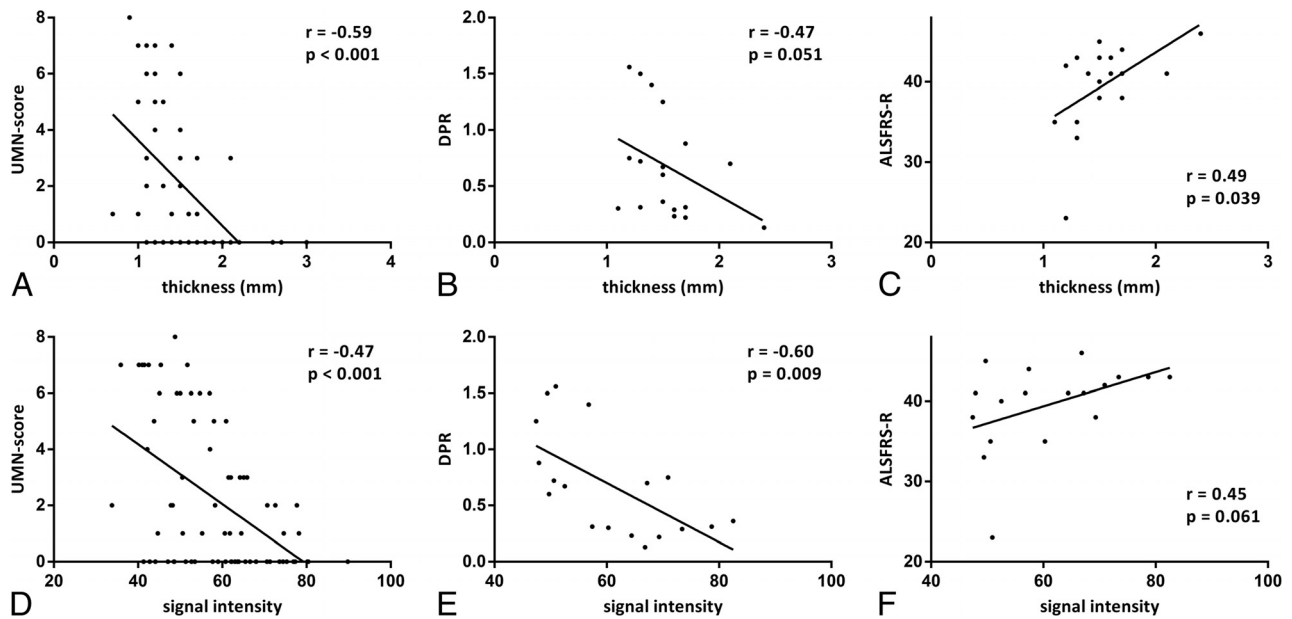 8
6
4
2
0
UMN-score
r = -0.59
p < 0.001
0 1 2 3 4
thickness (mm)
A
2.0
1.5
1.0
0.5
0.0
DPR
r = -0.47
p = 0.051
0 1 2 3
thickness (mm)
B
40
30
20
ALSFRS-R
r = 0.49
p = 0.039
0 1 2 3
thickness (mm)
C
8
6
4
2
0
UMN-score
r = -0.47
p < 0.001
20 40 60 80 100
signal intensity
D
2.0
1.5
1.0
0.5
0.0
DPR
r = -0.60
p = 0.009
40 60 80 100
signal intensity
E
40
30
20
ALSFRS-R
r = 0.45
p = 0.061
40 60 80 100
signal intensity
F